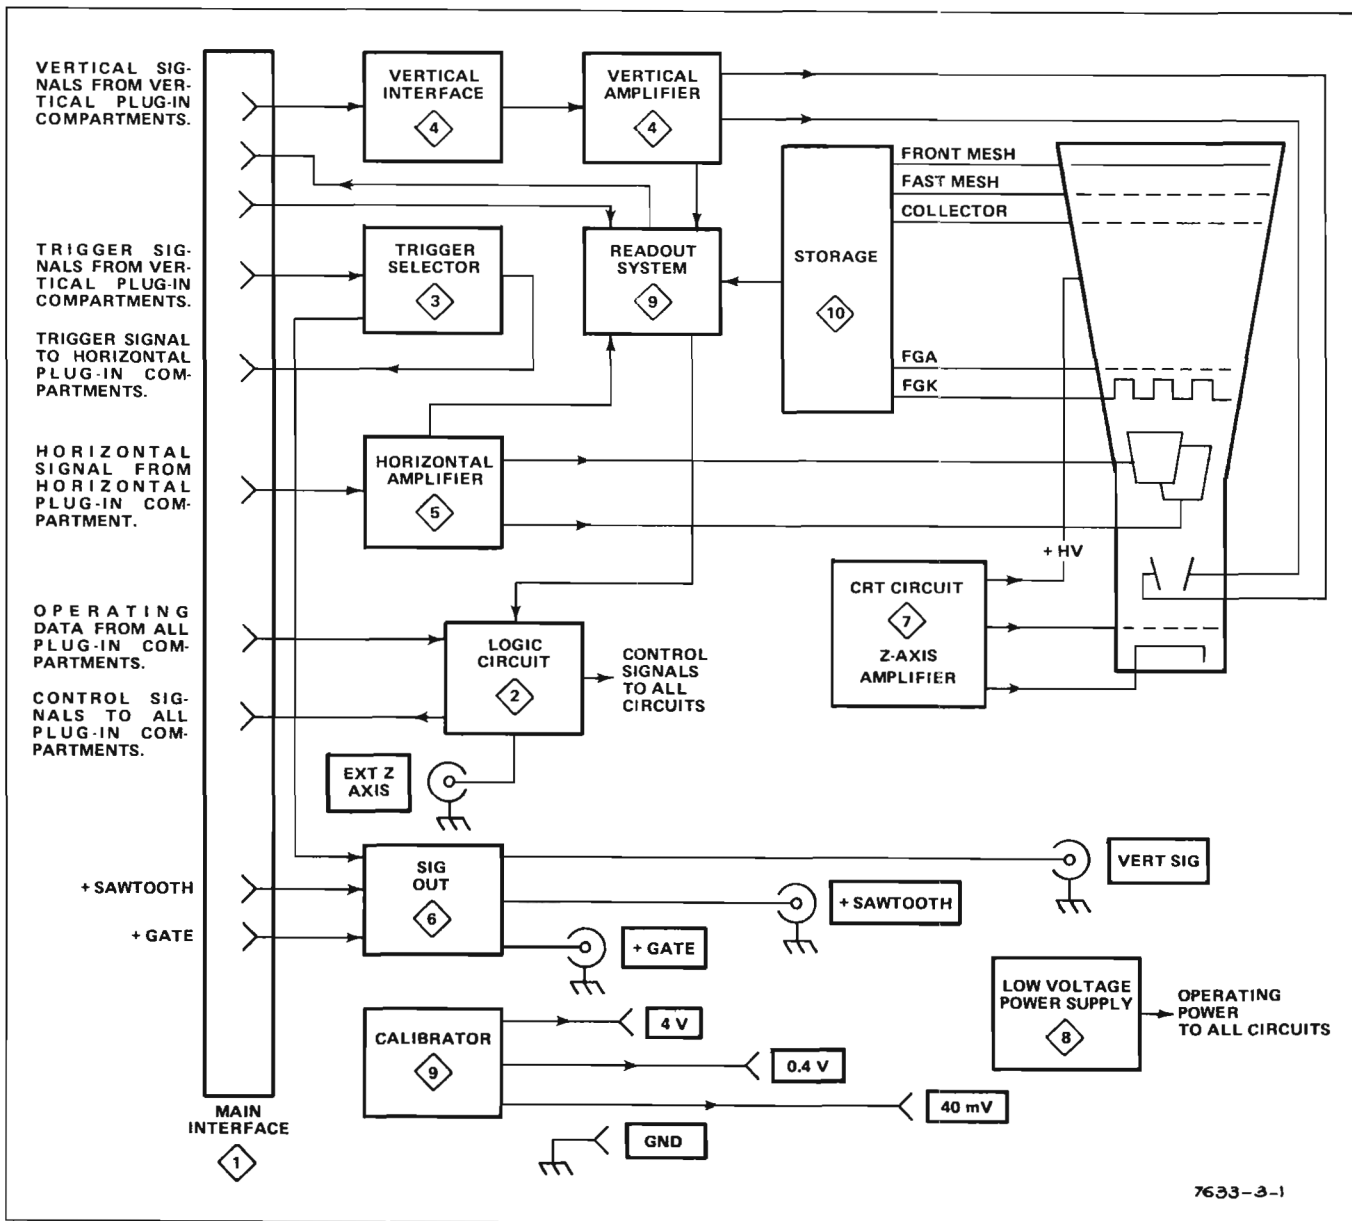 VERTICAL SIG-
NALS FROM VER-
TICAL PLUG-IN
COMPARTMENTS.
TRIGGER SIG-
NALS FROM VER-
TICAL PLUG-IN
COMPARTMENTS.
TRIGGER SIGNAL
TO HORIZONTAL
PLUG-IN COM-
PARTMENTS.
HORIZONTAL
SIGNAL FROM
HORIZONTAL
PLUG-IN COM-
PARTMENT.
OPERATING
DATA FROM ALL
PLUG-IN COM-
PARTMENTS.
CONTROL SIG-
NALS TO ALL
PLUG-IN COM-
PARTMENTS.
+ SAWTOOTH
+ GATE
MAIN
INTERFACE
1
VERTICAL
INTERFACE
4
VERTICAL
AMPLIFIER
4
TRIGGER
SELECTOR
3
READOUT
SYSTEM
9
STORAGE
10
FRONT MESH
FAST MESH
COLLECTOR
FGA
FGK
HORIZONTAL
AMPLIFIER
5
+ HV
CRT CIRCUIT
7
Z-AXIS
AMPLIFIER
LOGIC
CIRCUIT
2
CONTROL
SIGNALS
TO ALL
CIRCUITS
EXT Z
AXIS
SIG
OUT
6
VERT SIG
+ SAWTOOTH
+ GATE
LOW VOLTAGE
POWER SUPPLY
8
OPERATING
POWER
TO ALL CIRCUITS
CALIBRATOR
9
4 V
0.4 V
40 mV
GND
7633-3-1